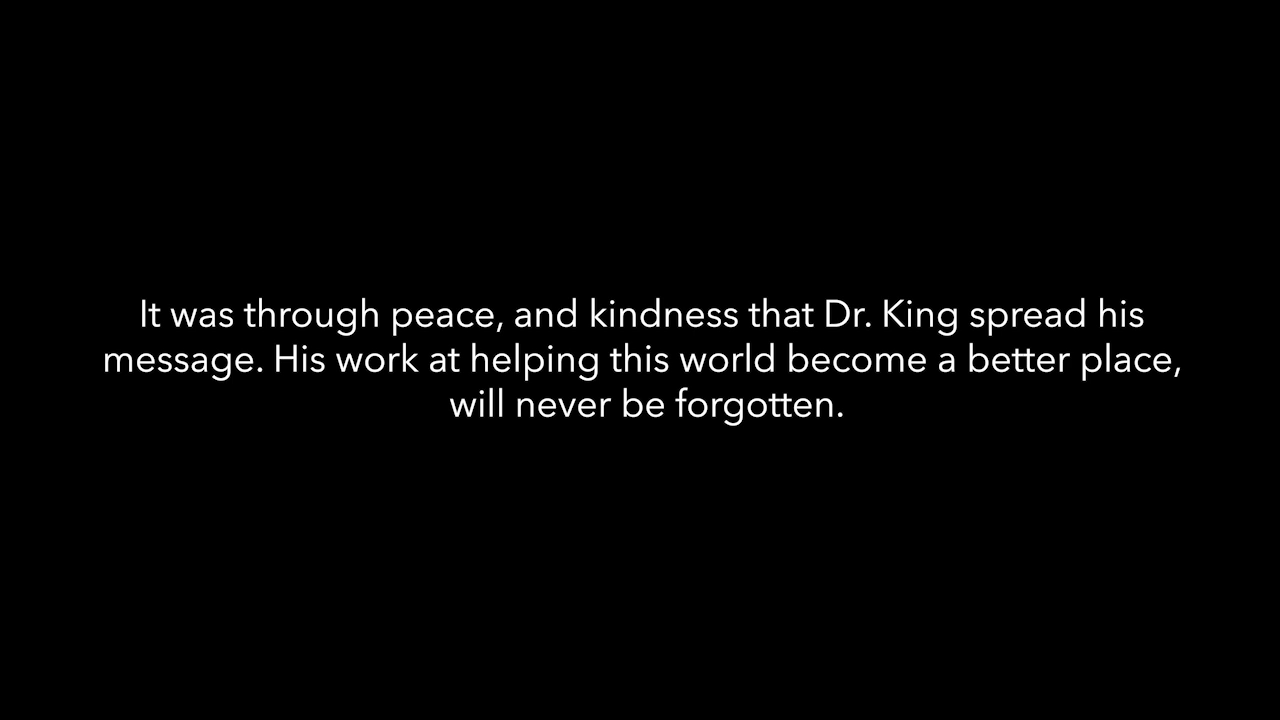 It was through peace, and kindness that Dr. King spread his
message. His work at helping this world become a better place,
will never be forgotten.